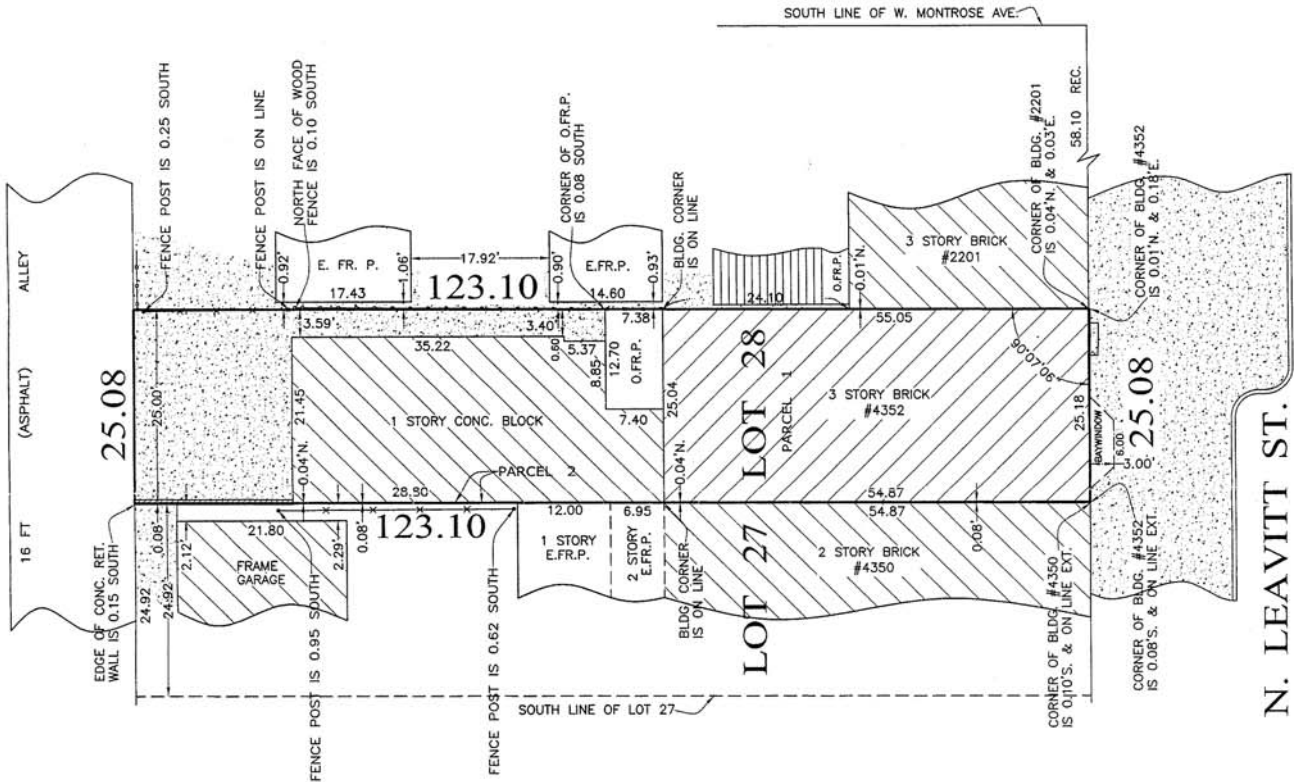 SOUTH LINE OF W. MONTROSE AVE.
16 FT (ASPHALT) ALLEY
FENCE POST IS 0.25 SOUTH
FENCE POST IS ON LINE
NORTH FACE OF WOOD
FENCE IS 0.10 SOUTH
CORNER OF O.FR.P.
IS 0.08 SOUTH
BLDG. CORNER
IS ON LINE
CORNER OF BLDG. #2201
IS 0.04'N. & 0.03'E.
58.10 REC.
CORNER OF BLDG. #4352
IS 0.01'N. & 0.18'E.
0.92'
E. FR. P.
17.43
1.06'
17.92'
123.10
0.90'
E.FR.P.
14.60
0.93'
O.FR.P.
24.10
0.01'N.
3 STORY BRICK
#2201
25.08
25.00'
3.59'
35.22
3.40'
0.60
5.37
7.38
8.85
12.70
O.FR.P.
7.40
21.45
1 STORY CONC. BLOCK
0.04'N.
PARCEL 2
28.80
25.04
LOT 28
PARCEL 1
55.05
3 STORY BRICK
#4352
90°07'06"
25.18
BAYWINDOW
6.00'
3.00'
25.08
0.04'N.
54.87
54.87
0.08'
LOT 27
2 STORY BRICK
#4350
EDGE OF CONC. RET.
WALL IS 0.15 SOUTH
24.92
24.92'
0.08'
2.12'
21.80
FRAME
GARAGE
2.29'
0.08'
123.10
12.00
1 STORY
E.FR.P.
6.95
2 STORY
E.FR.P.
FENCE POST IS 0.95 SOUTH
FENCE POST IS 0.62 SOUTH
BLDG CORNER
IS ON LINE
SOUTH LINE OF LOT 27
CORNER OF BLDG. #4350
IS 0.10'S. & ON LINE EXT.
CORNER OF BLDG. #4352
IS 0.08'S. & ON LINE EXT.
N. LEAVITT ST.